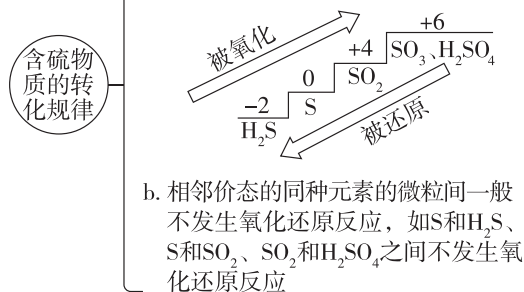 含硫物
质的转
化规律
被氧化
+6
SO₃、H₂SO₄
+4
SO₂
0
S
−2
H₂S
被还原
b. 相邻价态的同种元素的微粒间一般
不发生氧化还原反应，如S和H₂S、
S和SO₂、SO₂和H₂SO₄之间不发生氧
化还原反应